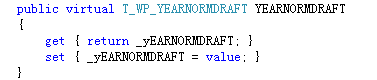 public virtual T_WP_YEARNORMDRAFT YEARNORMDRAFT
{
    get { return _yEARNORMDRAFT; }
    set { _yEARNORMDRAFT = value; }
}